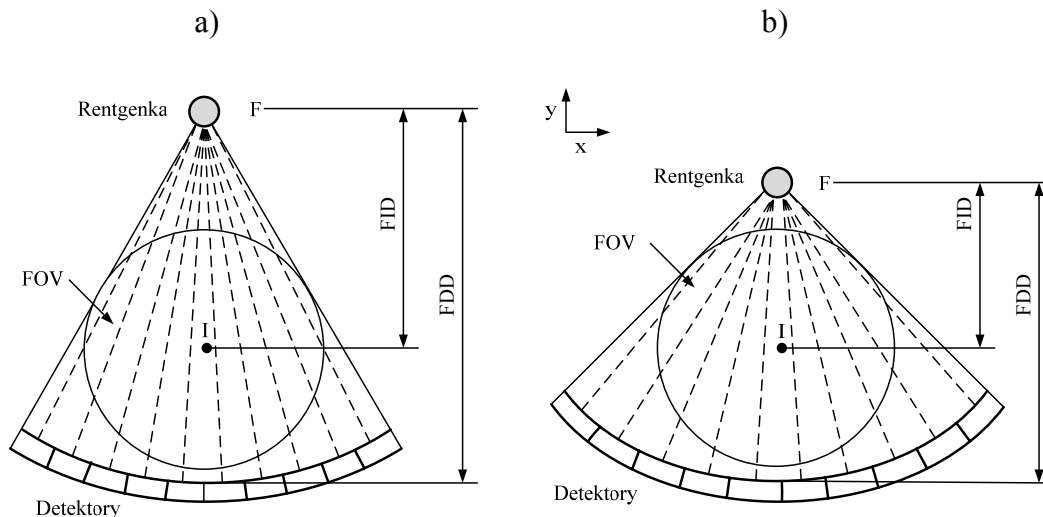 a)
Rentgenka
F
FID
FDD
FOV
I
Detektory
b)
y
x
Rentgenka
F
FID
FDD
FOV
I
Detektory